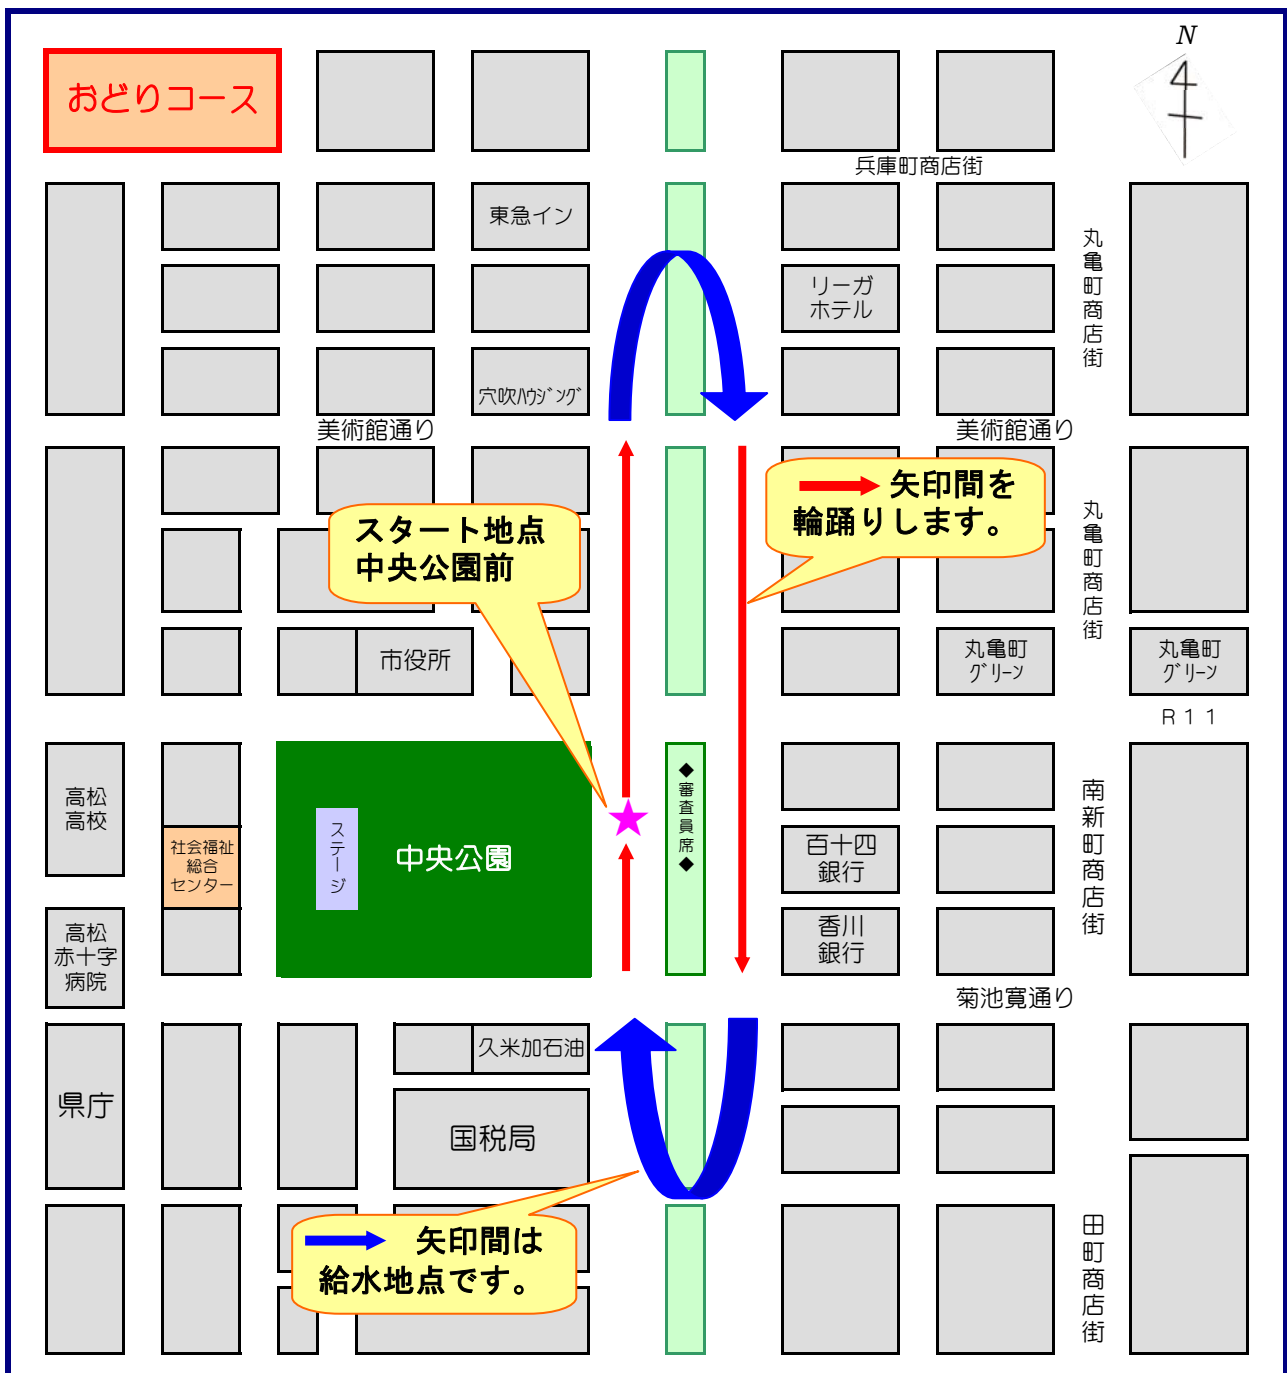 おどりコース
N
兵庫町商店街
東急イン
丸亀町商店街
リーガ
ホテル
穴吹ﾊｳｼﾞﾝｸﾞ
美術館通り
美術館通り
矢印間を
輪踊りします。
スタート地点
中央公園前
丸亀町商店街
市役所
丸亀町
ｸﾞﾘｰﾝ
丸亀町
ｸﾞﾘｰﾝ
Ｒ１１
高松
高校
社会福祉
総合
センター
ステージ
中央公園
◆審査員席◆
百十四
銀行
南新町商店街
高松
赤十字
病院
香川
銀行
菊池寛通り
久米加石油
県庁
国税局
矢印間は
給水地点です。
田町商店街